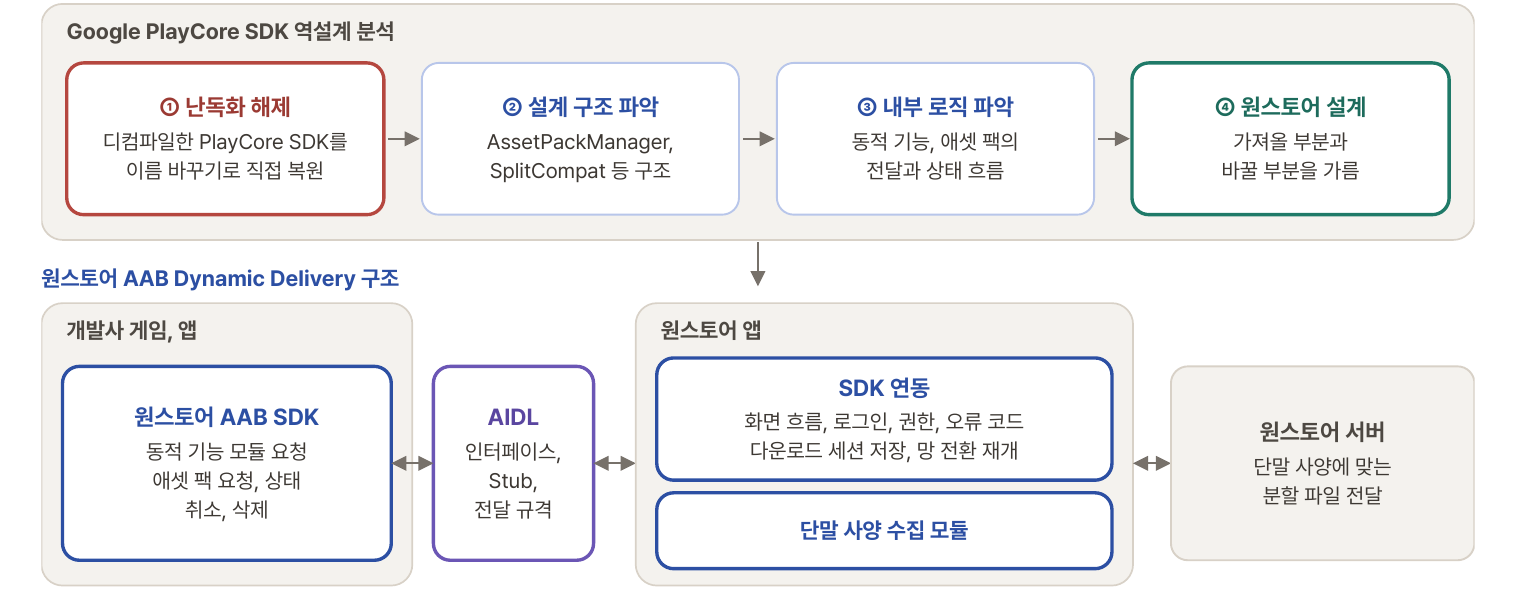 Google PlayCore SDK 역설계 분석
① 난독화 해제
디컴파일한 PlayCore SDK를
이름 바꾸기로 직접 복원
② 설계 구조 파악
AssetPackManager,
SplitCompat 등 구조
③ 내부 로직 파악
동적 기능, 애셋 팩의
전달과 상태 흐름
④ 원스토어 설계
가져올 부분과
바꿀 부분을 가름
원스토어 AAB Dynamic Delivery 구조
개발사 게임, 앱
원스토어 AAB SDK
동적 기능 모듈 요청
애셋 팩 요청, 상태
취소, 삭제
AIDL
인터페이스,
Stub,
전달 규격
원스토어 앱
SDK 연동
화면 흐름, 로그인, 권한, 오류 코드
다운로드 세션 저장, 망 전환 재개
단말 사양 수집 모듈
원스토어 서버
단말 사양에 맞는
분할 파일 전달